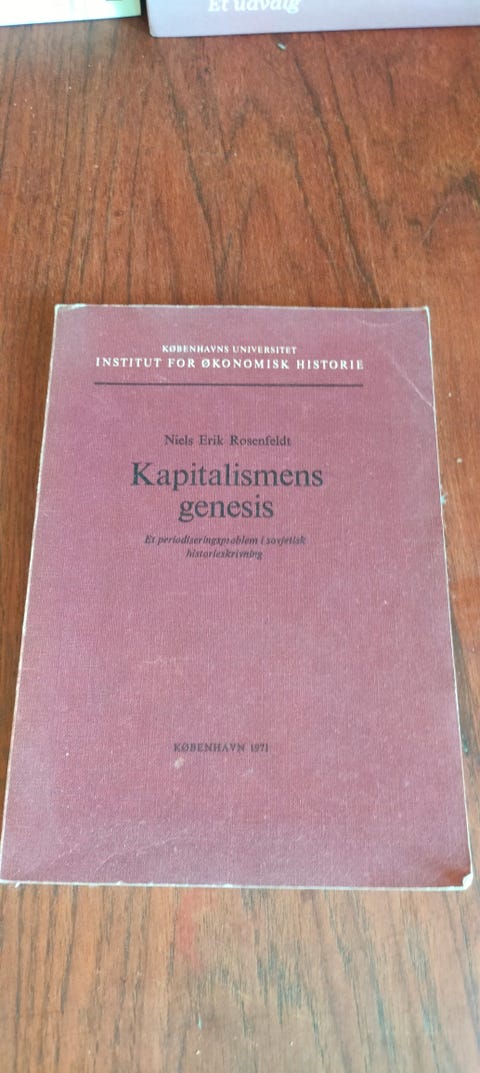 Et udvalg
KØBENHAVNS UNIVERSITET
INSTITUT FOR ØKONOMISK HISTORIE
Niels Erik Rosenfeldt
Kapitalismens
genesis
Et periodiseringsproblem i sovjetisk
historieskrivning
KØBENHAVN 1971